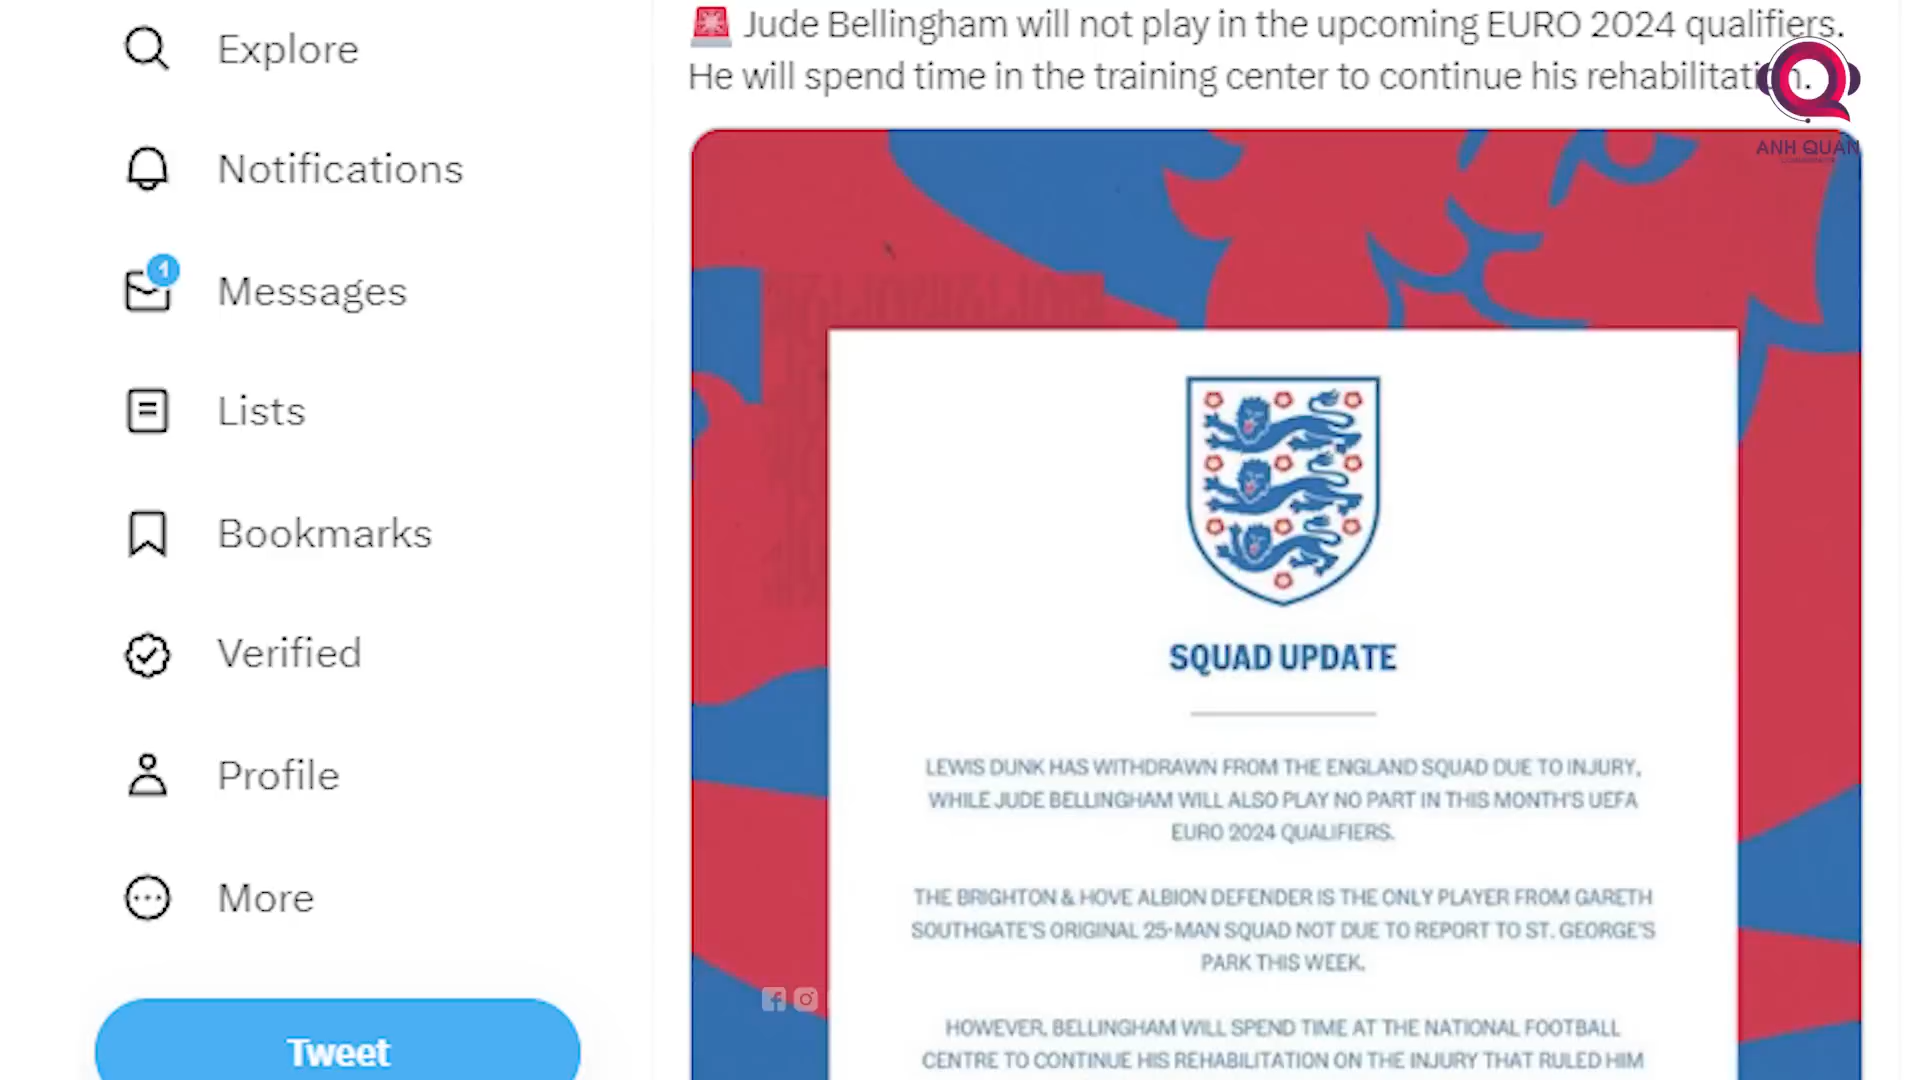 Explore
Notifications
1
Messages
Lists
Bookmarks
Verified
Profile
More
Tweet
Jude Bellingham will not play in the upcoming EURO 2024 qualifiers.
He will spend time in the training center to continue his rehabilitation.
ANH QUÂN
SQUAD UPDATE
LEWIS DUNK HAS WITHDRAWN FROM THE ENGLAND SQUAD DUE TO INJURY,
WHILE JUDE BELLINGHAM WILL ALSO PLAY NO PART IN THIS MONTH'S UEFA
EURO 2024 QUALIFIERS.
THE BRIGHTON & HOVE ALBION DEFENDER IS THE ONLY PLAYER FROM GARETH
SOUTHGATE'S ORIGINAL 25-MAN SQUAD NOT DUE TO REPORT TO ST. GEORGE'S
PARK THIS WEEK.
HOWEVER, BELLINGHAM WILL SPEND TIME AT THE NATIONAL FOOTBALL
CENTRE TO CONTINUE HIS REHABILITATION ON THE INJURY THAT RULED HIM